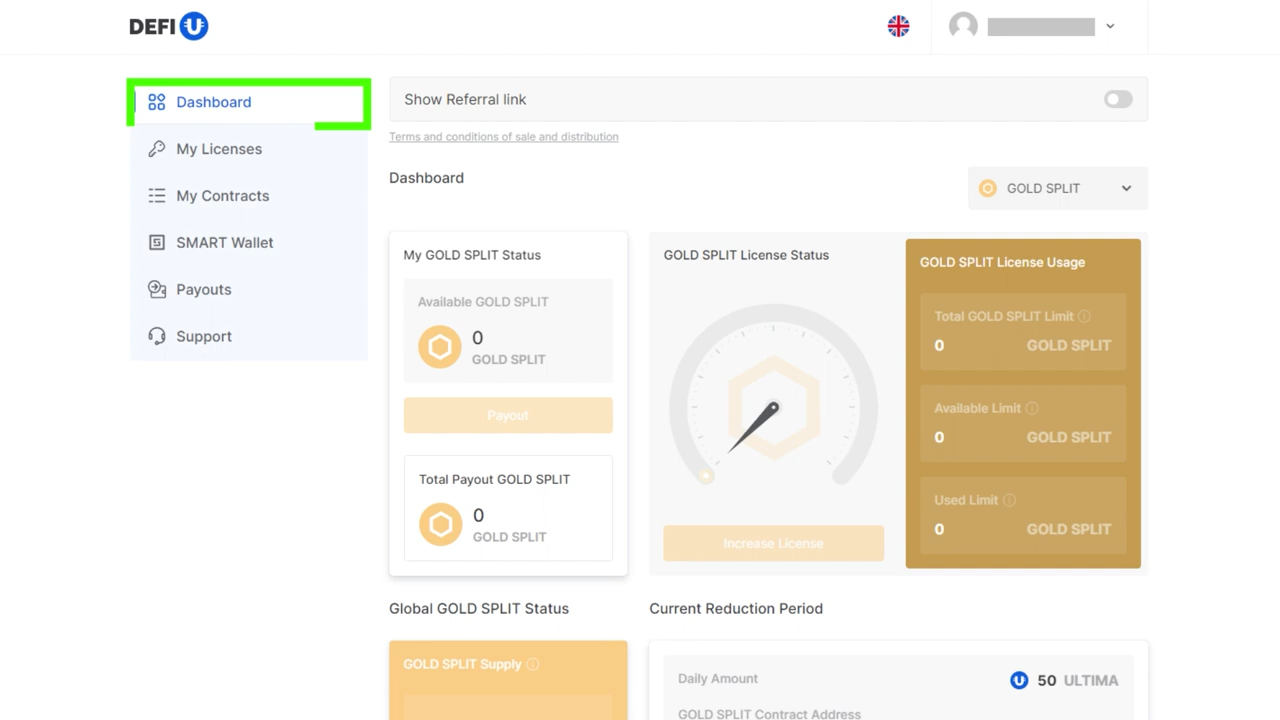 DEFI U
Dashboard
My Licenses
My Contracts
SMART Wallet
Payouts
Support
Show Referral link
Terms and conditions of sale and distribution
Dashboard
GOLD SPLIT
My GOLD SPLIT Status
Available GOLD SPLIT
0
GOLD SPLIT
Payout
Total Payout GOLD SPLIT
0
GOLD SPLIT
GOLD SPLIT License Status
Increase License
GOLD SPLIT License Usage
Total GOLD SPLIT Limit
0 GOLD SPLIT
Available Limit
0 GOLD SPLIT
Used Limit
0 GOLD SPLIT
Global GOLD SPLIT Status
GOLD SPLIT Supply
Current Reduction Period
Daily Amount
50 ULTIMA
GOLD SPLIT Contract Address